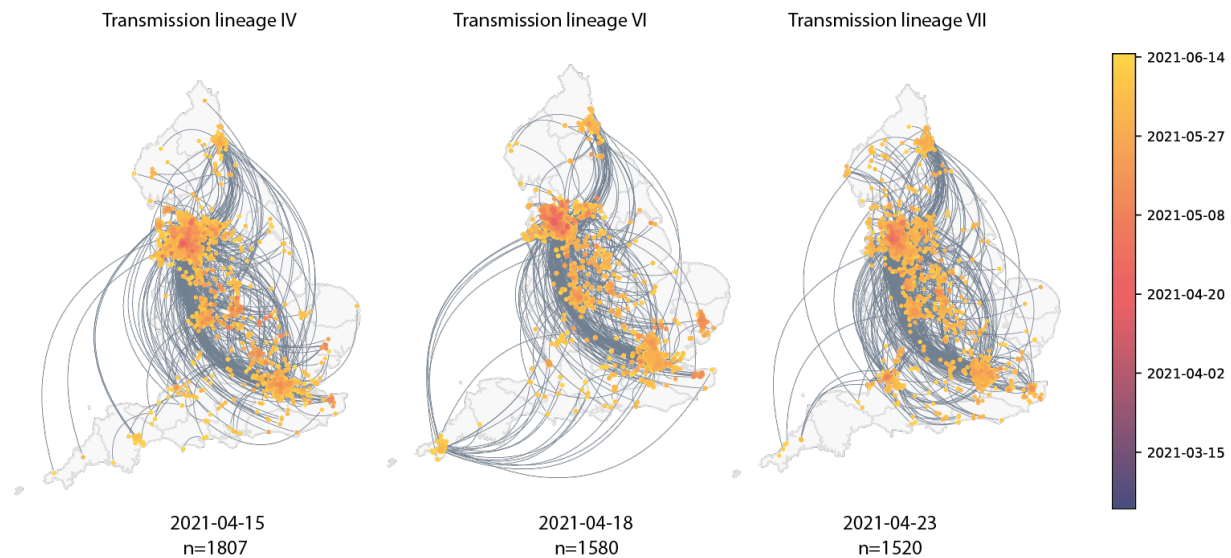 Transmission lineage IV
Transmission lineage VI
Transmission lineage VII
2021-06-14
2021-05-27
2021-05-08
2021-04-20
2021-04-02
2021-03-15
2021-04-15
n=1807
2021-04-18
n=1580
2021-04-23
n=1520